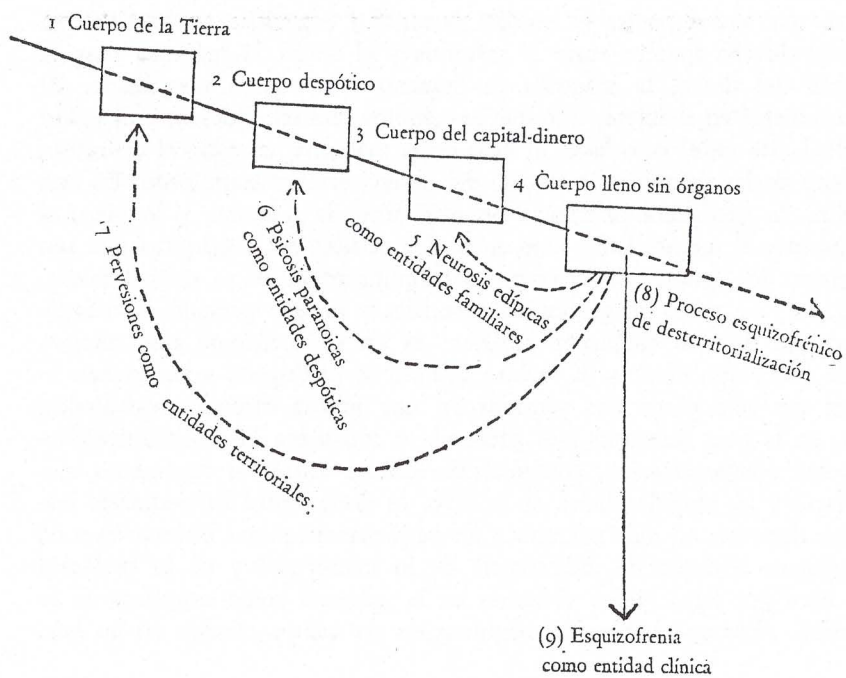 1 Cuerpo de la Tierra
2 Cuerpo despótico
3 Cuerpo del capital-dinero
4 Cuerpo lleno sin órganos
5 Neurosis edípicas
como entidades familiares
6 Psicosis paranoicas
como entidades despóticas
7 Pervesiones como
entidades territoriales:
(8) Proceso esquizofrénico
de desterritorialización
(9) Esquizofrenia
como entidad clínica